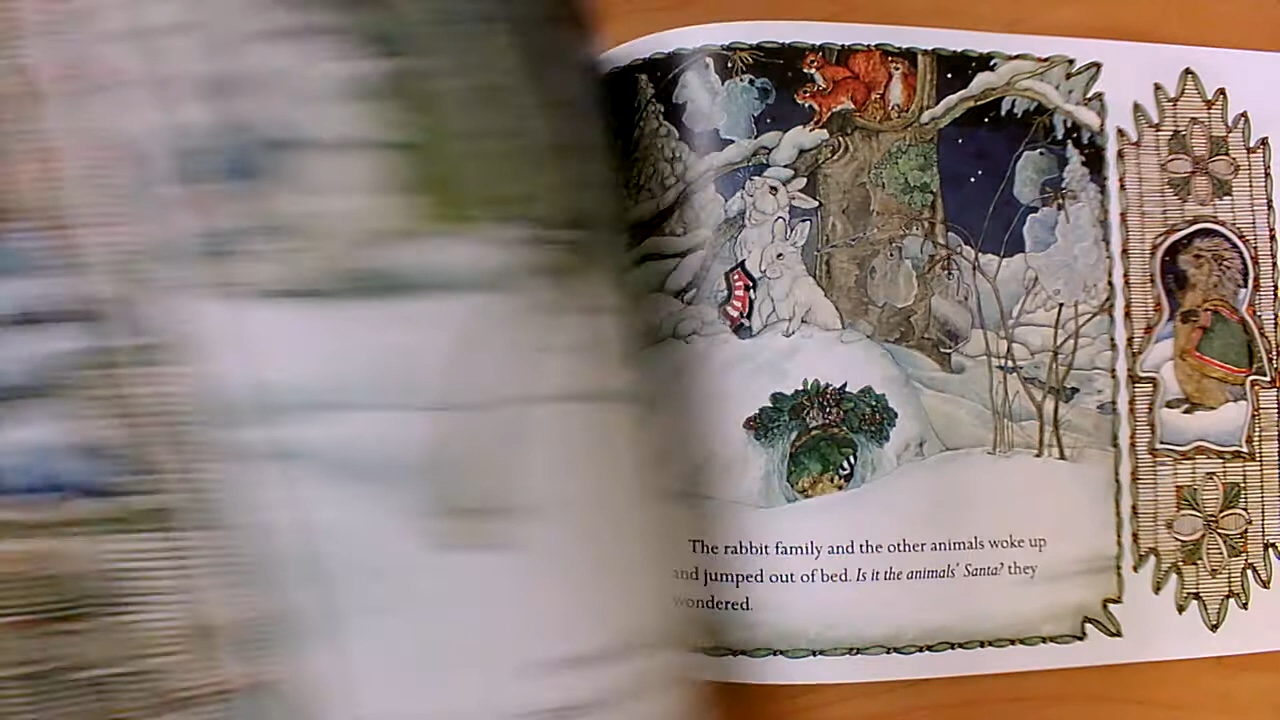 The rabbit family and the other animals woke up
and jumped out of bed. Is it the animals' Santa? they
wondered.